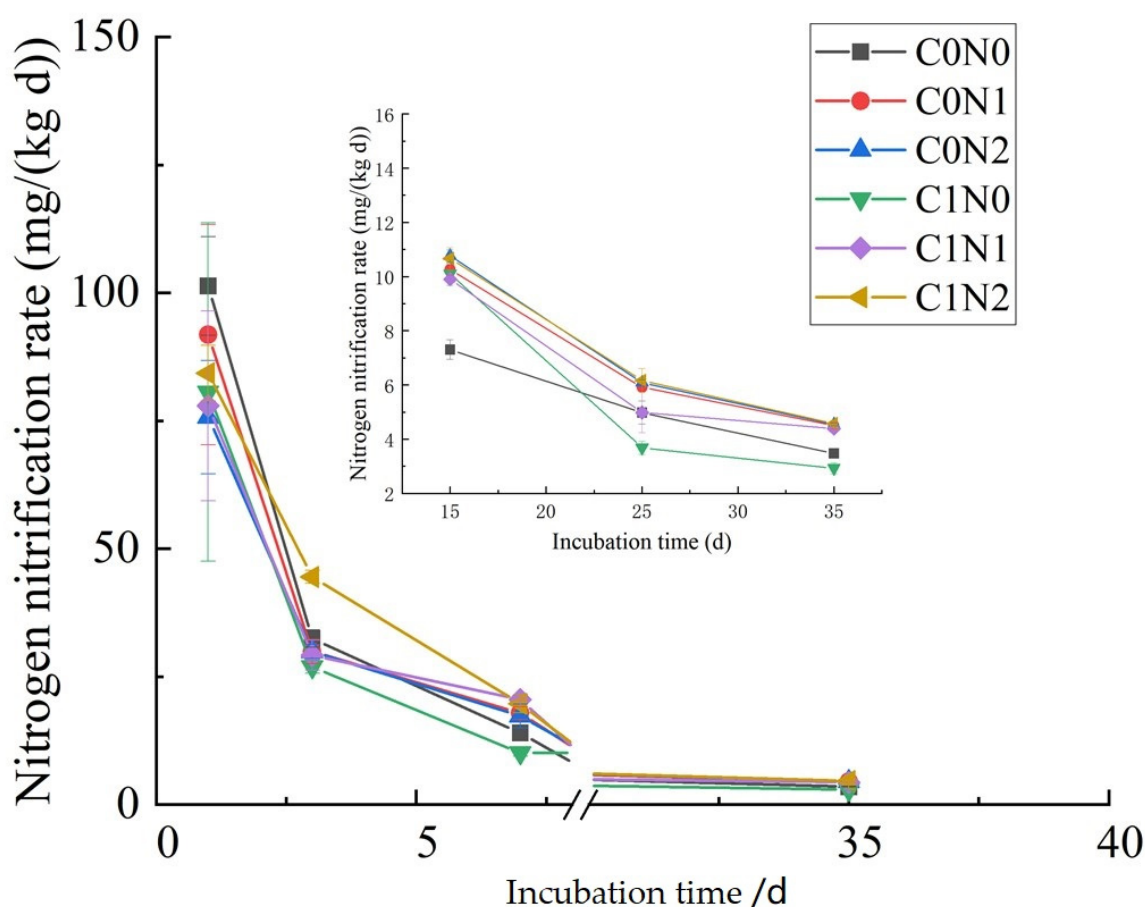 Nitrogen nitrification rate (mg/(kg d))
150
100
50
0
0
5
35
40
Incubation time /d
C0N0
C0N1
C0N2
C1N0
C1N1
C1N2
Nitrogen nitrification rate (mg/(kg d))
16
14
12
10
8
6
4
2
15
20
25
30
35
Incubation time (d)